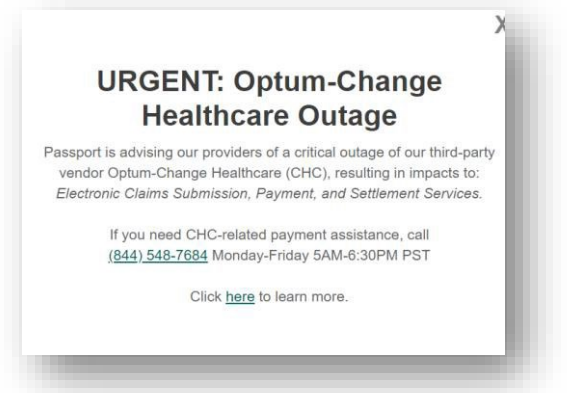 X
URGENT: Optum-Change
Healthcare Outage
Passport is advising our providers of a critical outage of our third-party
vendor Optum-Change Healthcare (CHC), resulting in impacts to:
Electronic Claims Submission, Payment, and Settlement Services.
If you need CHC-related payment assistance, call
(844) 548-7684 Monday-Friday 5AM-6:30PM PST
Click here to learn more.